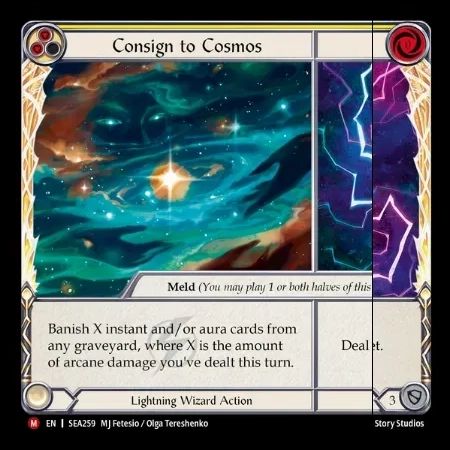 Consign to Cosmos
Meld (You may play 1 or both halves of this
Banish X instant and/or aura cards from
any graveyard, where X is the amount
of arcane damage you've dealt this turn.
Dealet.
Lightning Wizard Action
3
M EN | SEA259 MJ Fetesio / Olga Tereshenko
Story Studios